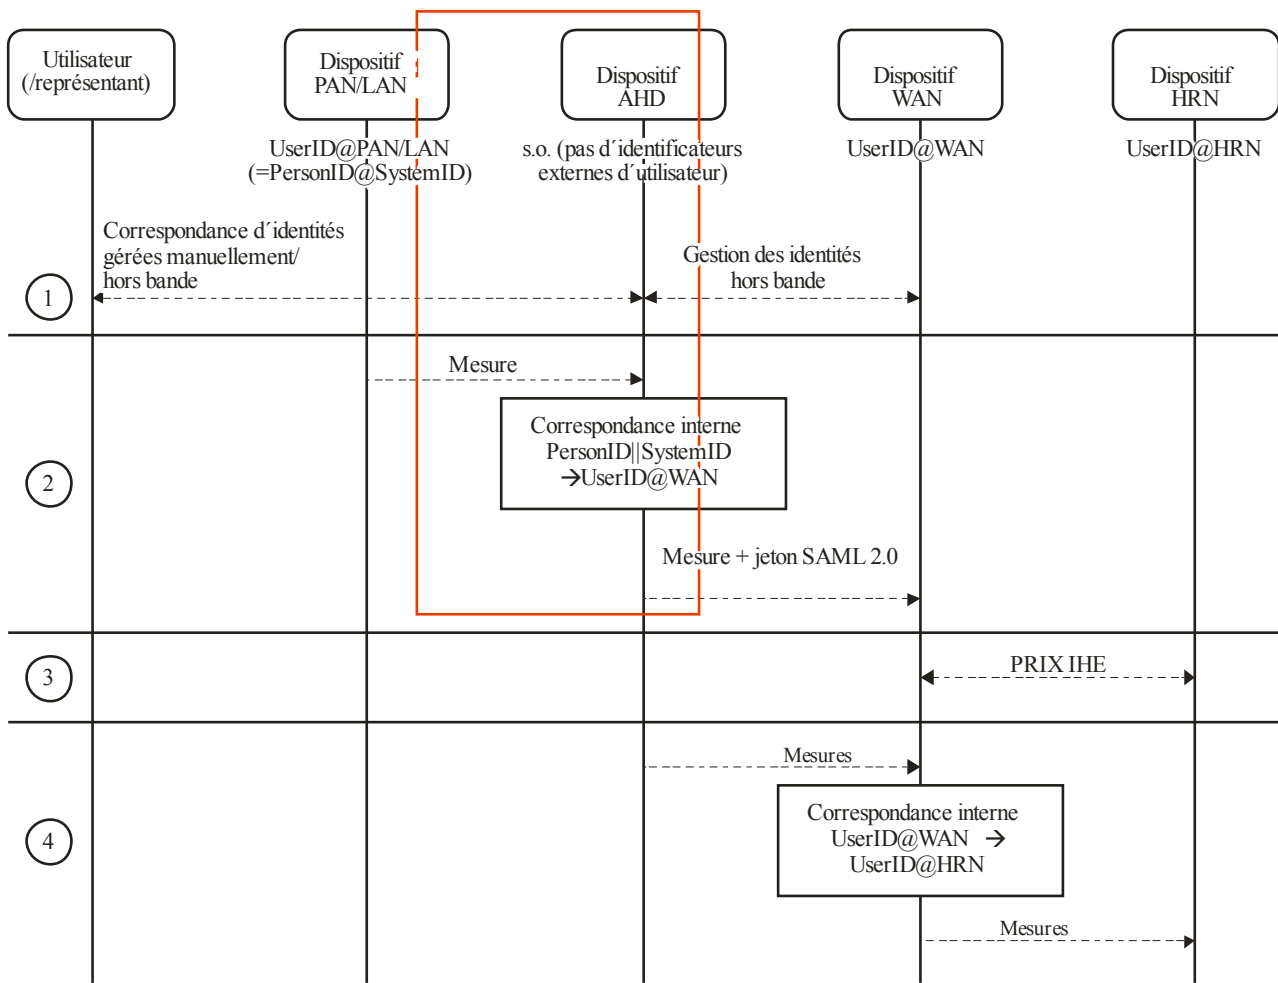 Utilisateur
(/représentant)
Dispositif
PAN/LAN
Dispositif
AHD
Dispositif
WAN
Dispositif
HRN
UserID@PAN/LAN
(=PersonID@SystemID)
s.o. (pas d´identificateurs
externes d´utilisateur)
UserID@WAN
UserID@HRN
Correspondance d´identités
gérées manuellement/
hors bande
Gestion des identités
hors bande
1
Mesure
Correspondance interne
PersonID||SystemID
→UserID@WAN
2
Mesure + jeton SAML 2.0
3
PRIX IHE
Mesures
Correspondance interne
UserID@WAN →
UserID@HRN
4
Mesures